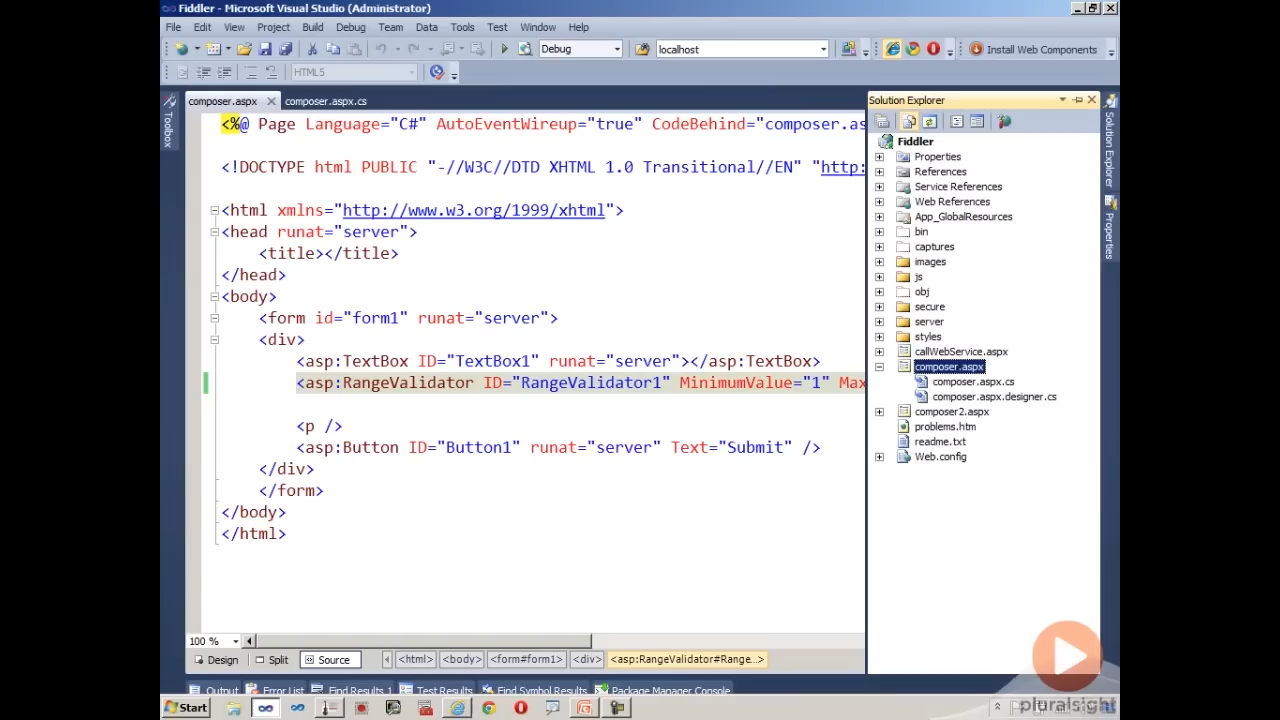 Fiddler - Microsoft Visual Studio (Administrator)
File Edit View Project Build Debug Team Data Tools Test Window Help
Debug localhost Install Web Components
HTML5
Toolbox
composer.aspx composer.aspx.cs
<%@ Page Language="C#" AutoEventWireup="true" CodeBehind="composer.as
<!DOCTYPE html PUBLIC "-//W3C//DTD XHTML 1.0 Transitional//EN" "http:
<html xmlns="http://www.w3.org/1999/xhtml">
<head runat="server">
<title></title>
</head>
<body>
<form id="form1" runat="server">
<div>
<asp:TextBox ID="TextBox1" runat="server"></asp:TextBox>
<asp:RangeValidator ID="RangeValidator1" MinimumValue="1" Max
<p />
<asp:Button ID="Button1" runat="server" Text="Submit" />
</div>
</form>
</body>
</html>
100 %
Design Split Source <html> <body> <form#form1> <div> <asp:RangeValidator#Range...>
Output Error List Find Results 1 Test Results Find Symbol Results Package Manager Console
Solution Explorer
Fiddler
Properties
References
Service References
Web References
App_GlobalResources
bin
captures
images
js
obj
secure
server
styles
callWebService.aspx
composer.aspx
composer.aspx.cs
composer.aspx.designer.cs
composer2.aspx
problems.htm
readme.txt
Web.config
Solution Explorer
Properties
Start
pluralsight